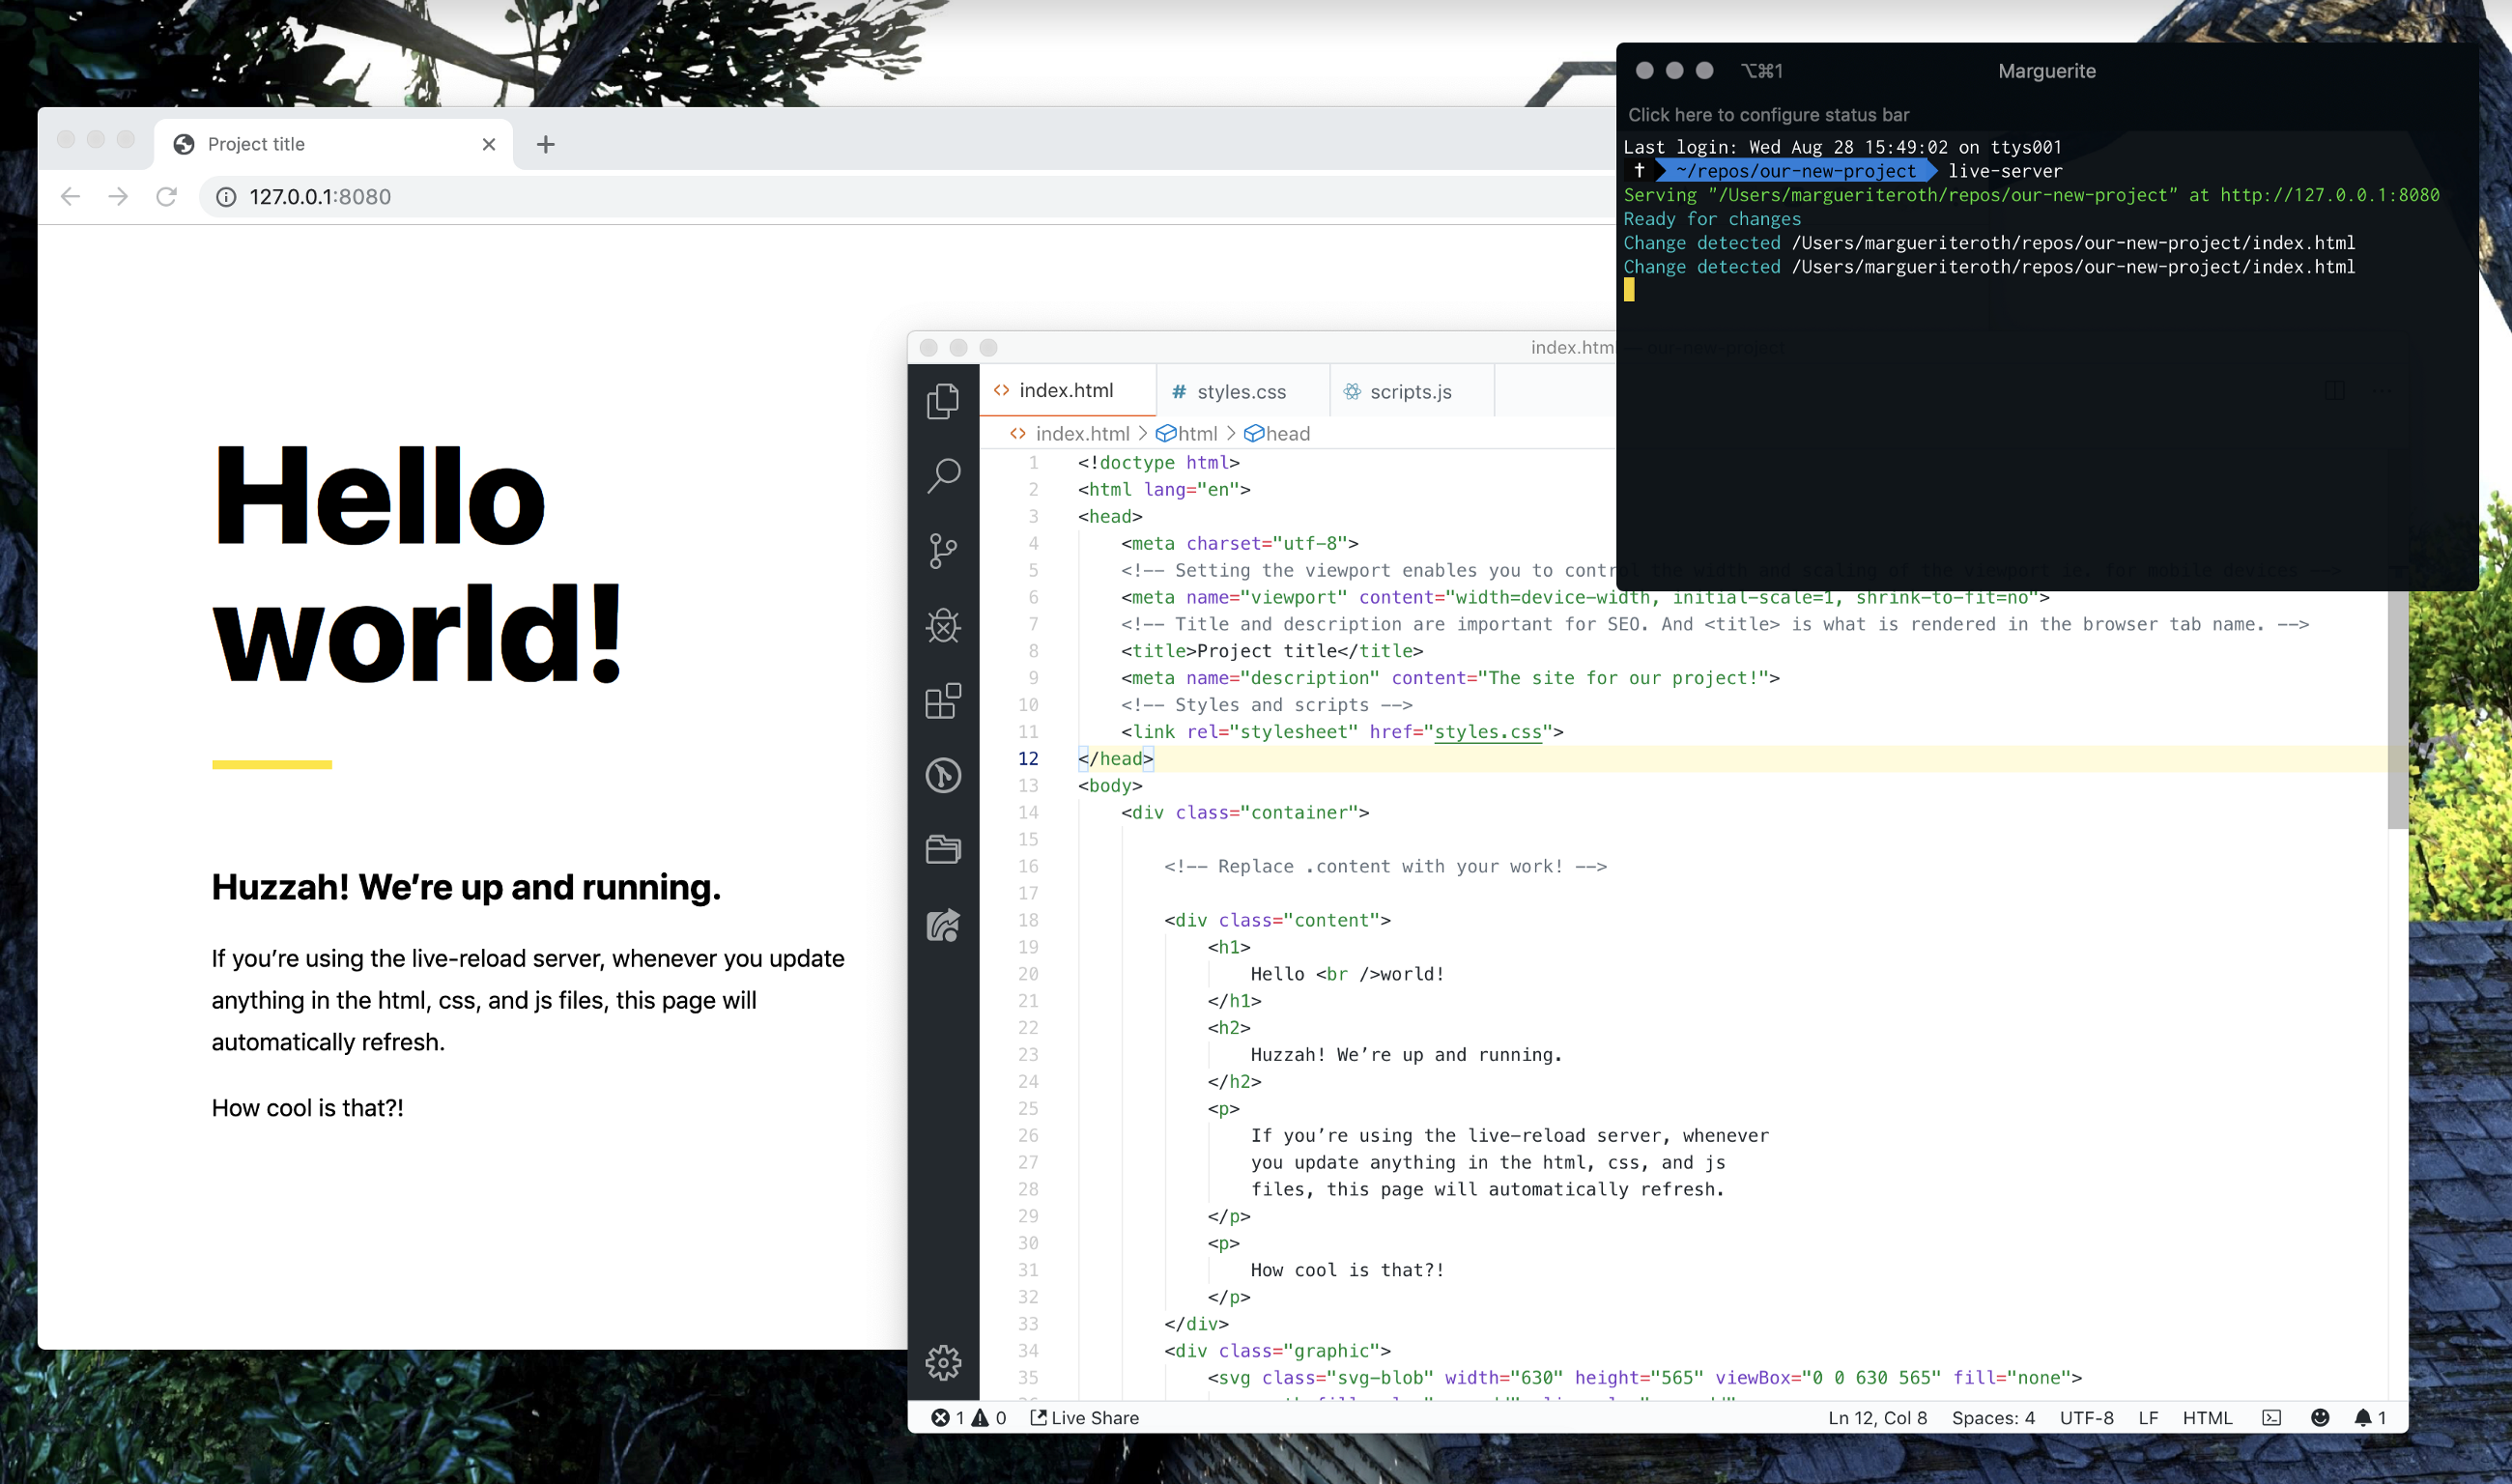 Project title
127.0.0.1:8080
Hello
world!
Huzzah! We’re up and running.
If you’re using the live-reload server, whenever you update
anything in the html, css, and js files, this page will
automatically refresh.
How cool is that?!
⌥⌘1
Marguerite
Click here to configure status bar
Last login: Wed Aug 28 15:49:02 on ttys001
~/repos/our-new-project live-server
Serving "/Users/margueriteroth/repos/our-new-project" at http://127.0.0.1:8080
Ready for changes
Change detected /Users/margueriteroth/repos/our-new-project/index.html
Change detected /Users/margueriteroth/repos/our-new-project/index.html
index.htm — our-new-project
index.html
styles.css
scripts.js
index.html > html > head
1 <!doctype html>
2 <html lang="en">
3 <head>
4 <meta charset="utf-8">
5 <!-- Setting the viewport enables you to control the width and scaling of the viewport ie. for mobile devices -->
6 <meta name="viewport" content="width=device-width, initial-scale=1, shrink-to-fit=no">
7 <!-- Title and description are important for SEO. And <title> is what is rendered in the browser tab name. -->
8 <title>Project title</title>
9 <meta name="description" content="The site for our project!">
10 <!-- Styles and scripts -->
11 <link rel="stylesheet" href="styles.css">
12 </head>
13 <body>
14 <div class="container">
15
16 <!-- Replace .content with your work! -->
17
18 <div class="content">
19 <h1>
20 Hello <br />world!
21 </h1>
22 <h2>
23 Huzzah! We’re up and running.
24 </h2>
25 <p>
26 If you’re using the live-reload server, whenever
27 you update anything in the html, css, and js
28 files, this page will automatically refresh.
29 </p>
30 <p>
31 How cool is that?!
32 </p>
33 </div>
34 <div class="graphic">
35 <svg class="svg-blob" width="630" height="565" viewBox="0 0 630 565" fill="none">
1 0 Live Share
Ln 12, Col 8 Spaces: 4 UTF-8 LF HTML 1